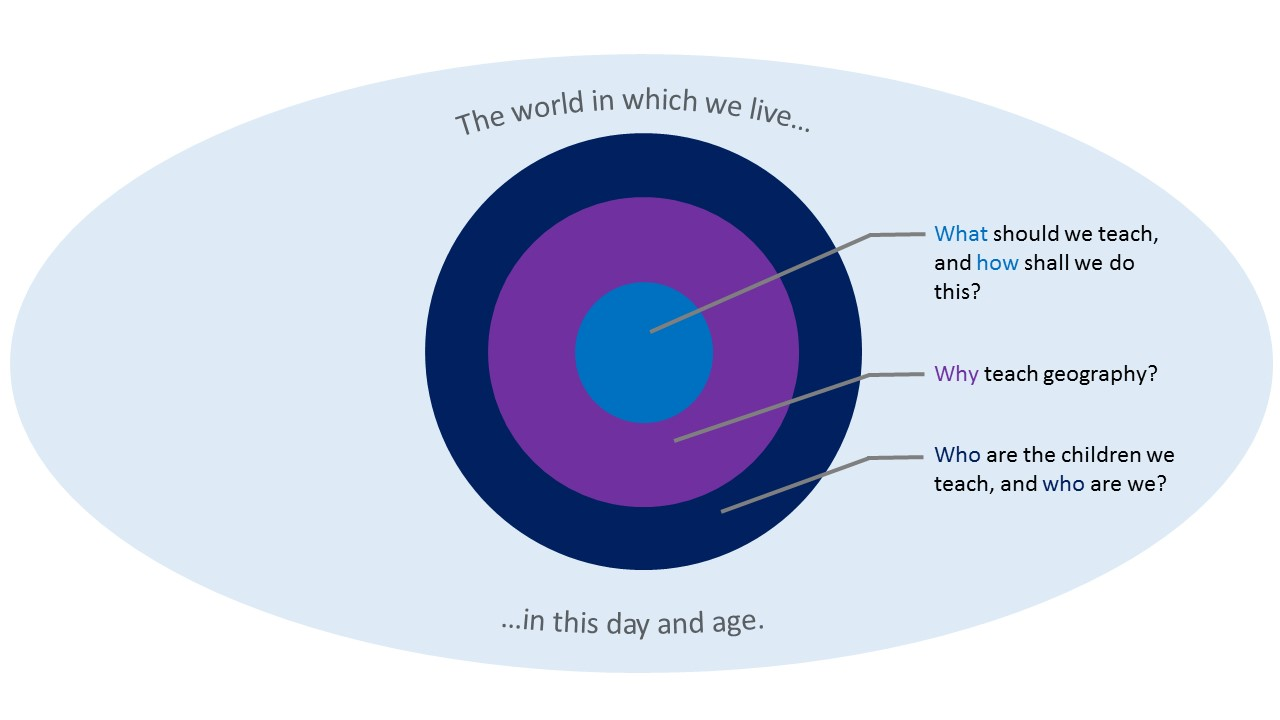 The world in which we live...
What should we teach,
and how shall we do
this?
Why teach geography?
Who are the children we
teach, and who are we?
...in this day and age.